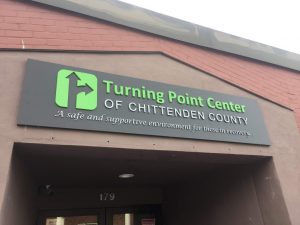 Turning Point Center
OF CHITTENDEN COUNTY
A safe and supportive environment for those in recovery
179